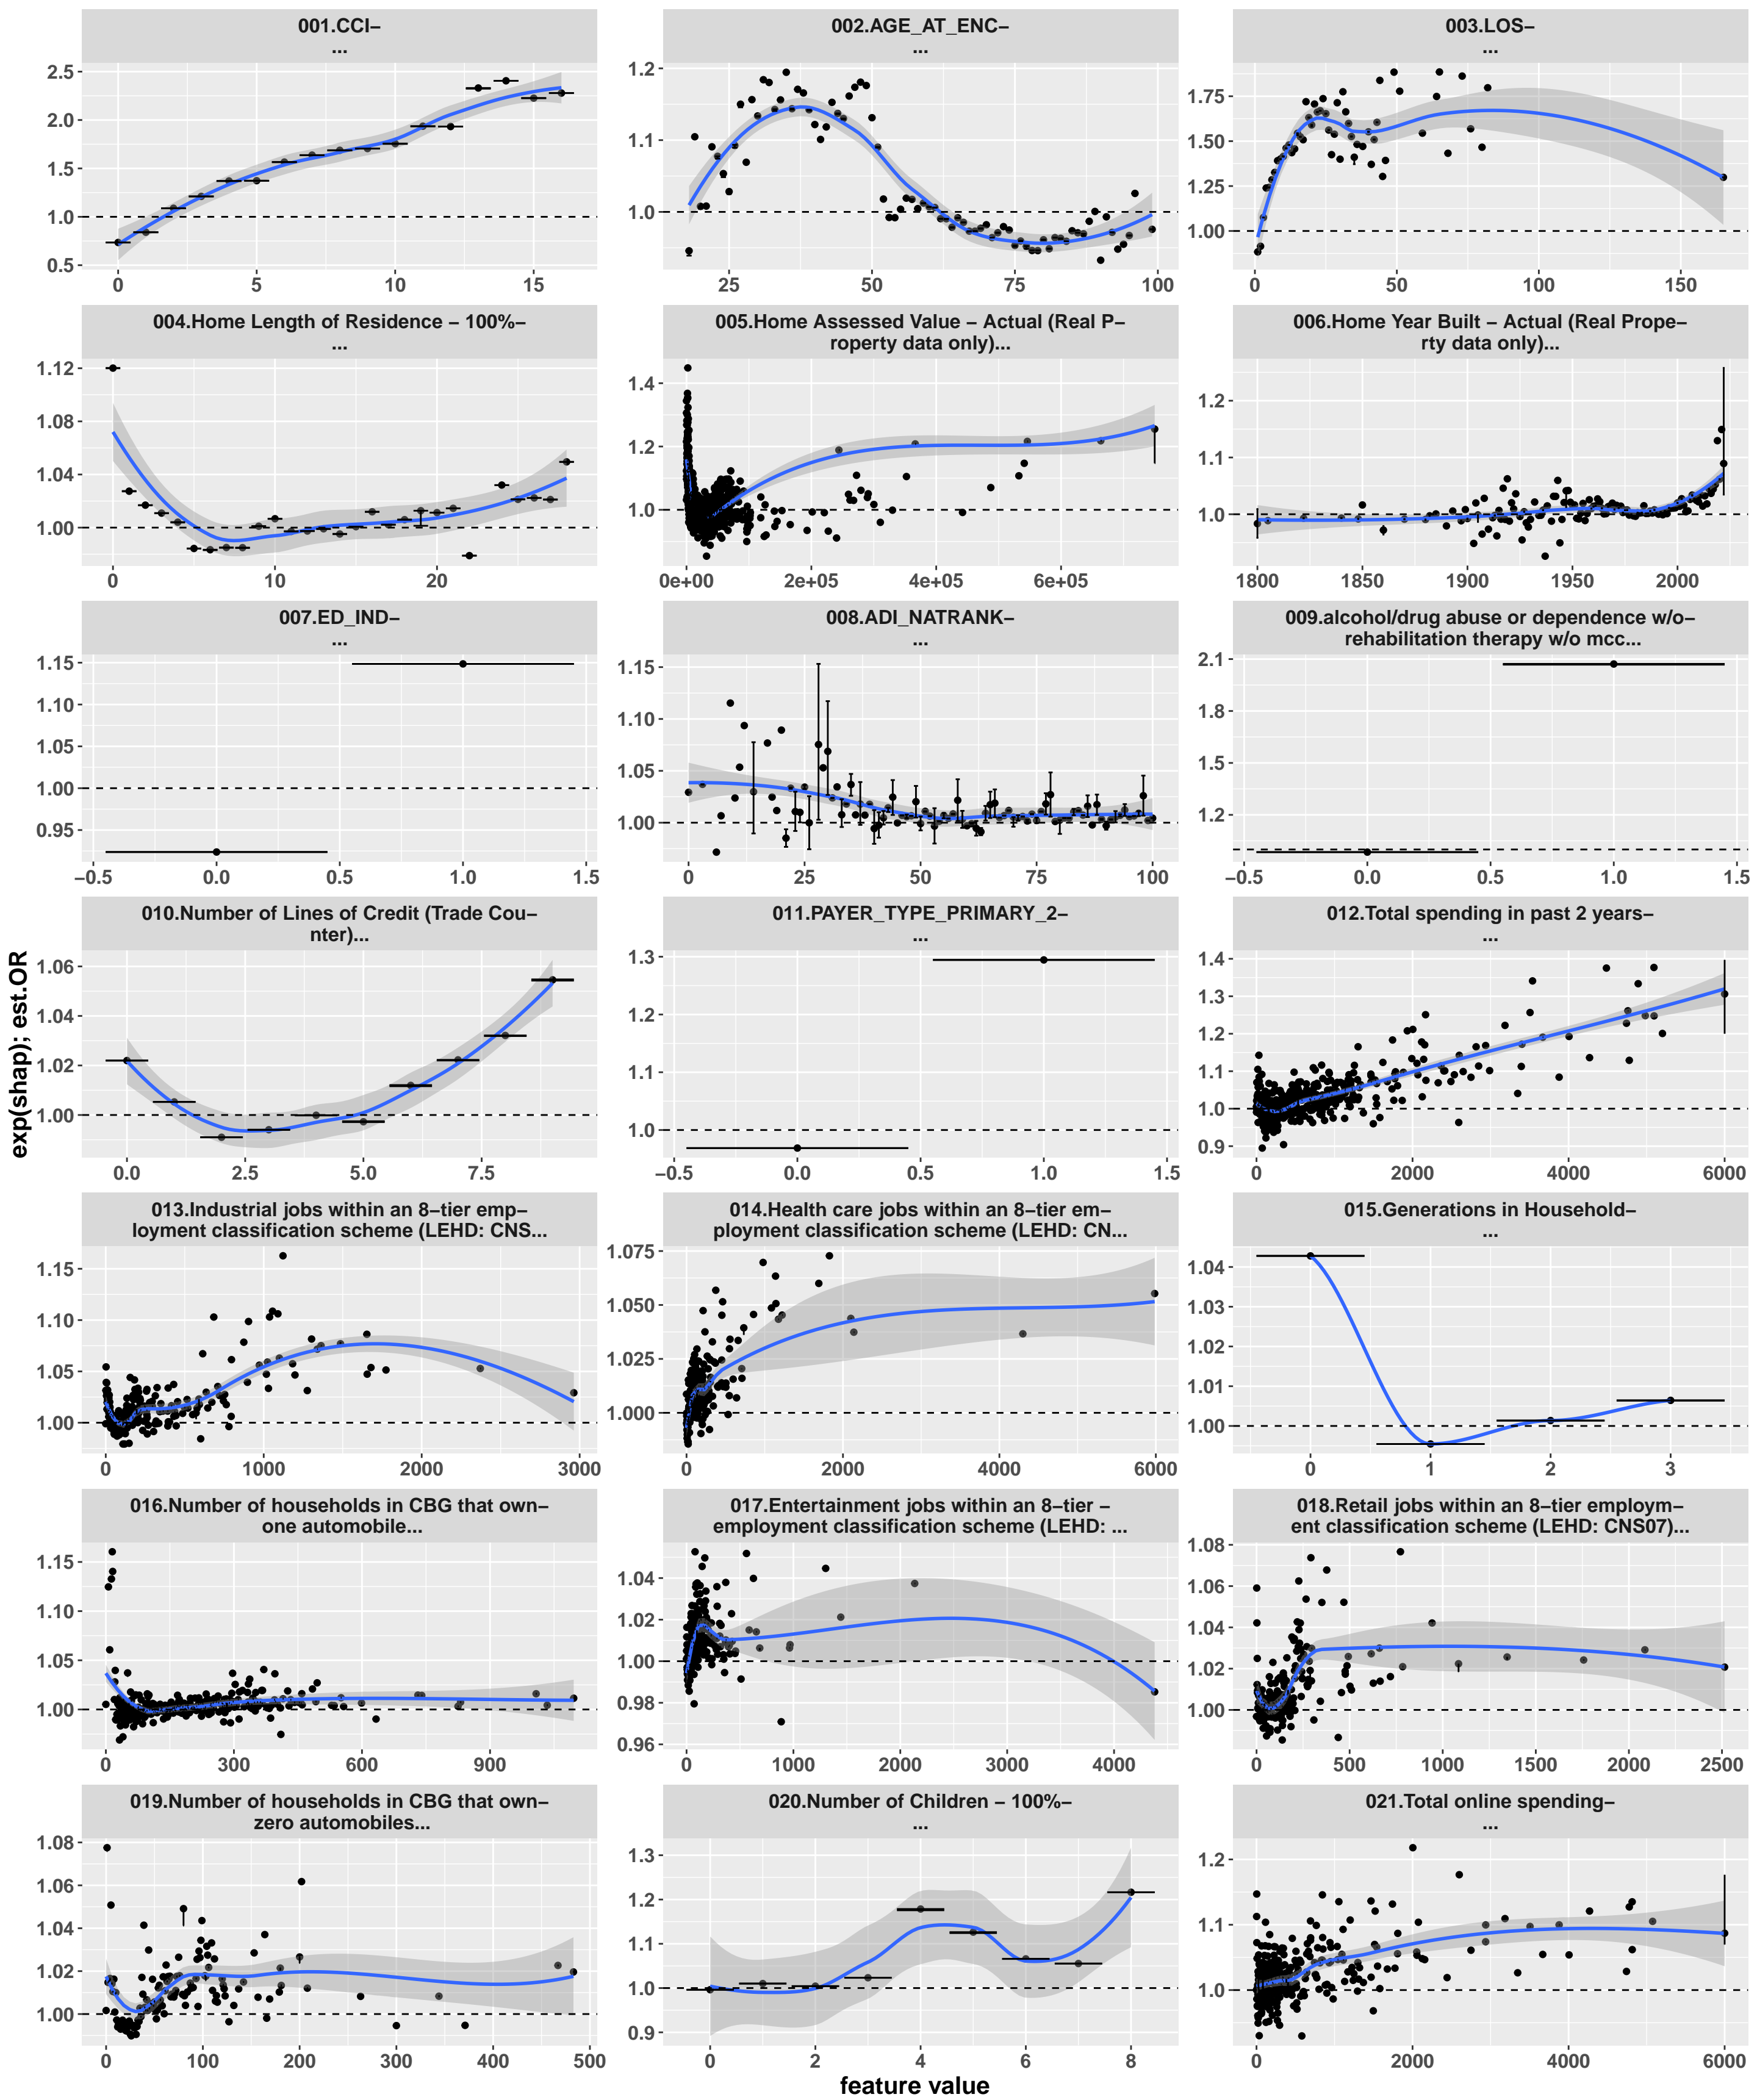 001.CCI–
...
2.5
2.0
1.5
1.0
0.5
0 5 10 15
002.AGE_AT_ENC–
...
1.2
1.1
1.0
25 50 75 100
003.LOS–
...
1.75
1.50
1.25
1.00
0 50 100 150
004.Home Length of Residence – 100%–
...
1.12
1.08
1.04
1.00
0 10 20
005.Home Assessed Value – Actual (Real P–
roperty data only)...
1.4
1.2
1.0
0e+00 2e+05 4e+05 6e+05
006.Home Year Built – Actual (Real Prope–
rty data only)...
1.2
1.1
1.0
1800 1850 1900 1950 2000
007.ED_IND–
...
1.15
1.10
1.05
1.00
0.95
–0.5 0.0 0.5 1.0 1.5
008.ADI_NATRANK–
...
1.15
1.10
1.05
1.00
0 25 50 75 100
009.alcohol/drug abuse or dependence w/o–
rehabilitation therapy w/o mcc...
2.1
1.8
1.5
1.2
–0.5 0.0 0.5 1.0 1.5
010.Number of Lines of Credit (Trade Cou–
nter)...
1.06
1.04
1.02
1.00
0.0 2.5 5.0 7.5
011.PAYER_TYPE_PRIMARY_2–
...
1.3
1.2
1.1
1.0
–0.5 0.0 0.5 1.0 1.5
012.Total spending in past 2 years–
...
1.4
1.3
1.2
1.1
1.0
0.9
0 2000 4000 6000
exp(shap); est.OR
013.Industrial jobs within an 8–tier emp–
loyment classification scheme (LEHD: CNS...
1.15
1.10
1.05
1.00
0 1000 2000 3000
014.Health care jobs within an 8–tier em–
ployment classification scheme (LEHD: CN...
1.075
1.050
1.025
1.000
0 2000 4000 6000
015.Generations in Household–
...
1.04
1.03
1.02
1.01
1.00
0 1 2 3
016.Number of households in CBG that own–
one automobile...
1.15
1.10
1.05
1.00
0 300 600 900
017.Entertainment jobs within an 8–tier –
employment classification scheme (LEHD: ...
1.04
1.02
1.00
0.98
0.96
0 1000 2000 3000 4000
018.Retail jobs within an 8–tier employm–
ent classification scheme (LEHD: CNS07)...
1.08
1.06
1.04
1.02
1.00
0 500 1000 1500 2000 2500
019.Number of households in CBG that own–
zero automobiles...
1.08
1.06
1.04
1.02
1.00
0 100 200 300 400 500
020.Number of Children – 100%–
...
1.3
1.2
1.1
1.0
0.9
0 2 4 6 8
021.Total online spending–
...
1.2
1.1
1.0
0 2000 4000 6000
feature value